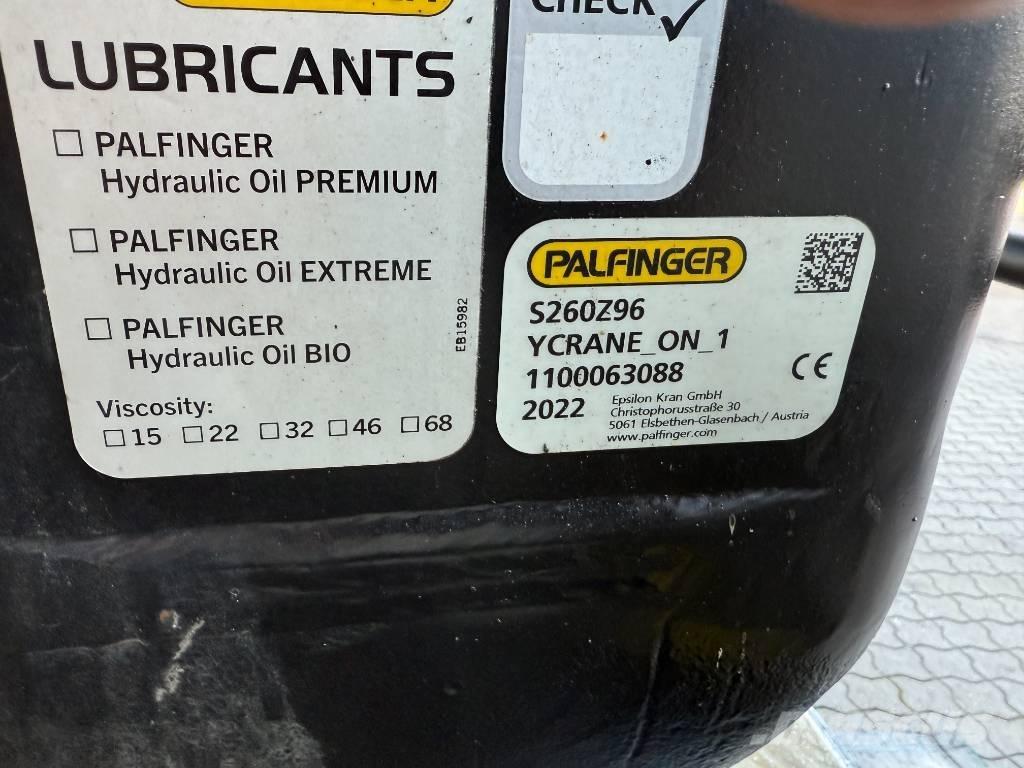 LUBRICANTS
☐ PALFINGER
Hydraulic Oil PREMIUM
☐ PALFINGER
Hydraulic Oil EXTREME
☐ PALFINGER
Hydraulic Oil BIO
Viscosity:
☐ 15 ☐ 22 ☐ 32 ☐ 46 ☐ 68
EB15982
CHECK ✓
PALFINGER
S260Z96
YCRANE_ON_1
1100063088
CE
2022
Epsilon Kran GmbH
Christophorusstraße 30
5061 Elsbethen-Glasenbach / Austria
www.palfinger.com